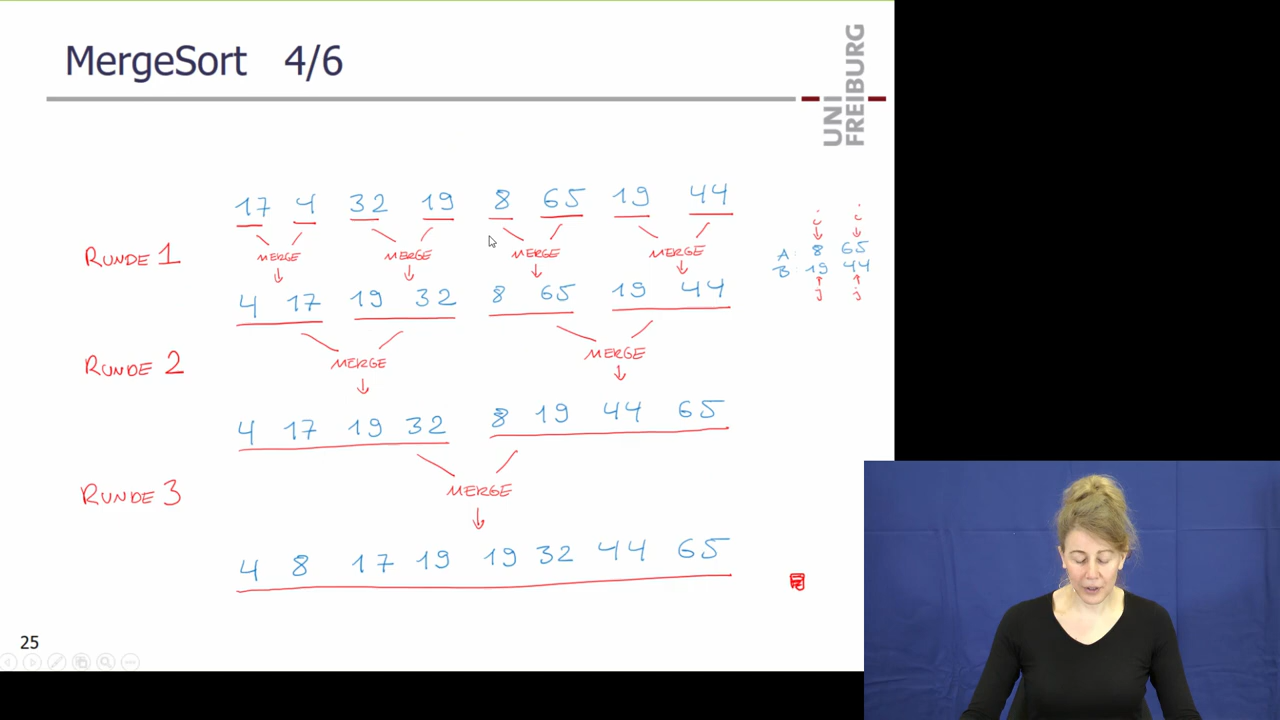 MergeSort 4/6
UNI
FREIBURG
17 4 32 19 8 65 19 44
RUNDE 1
MERGE MERGE MERGE MERGE
4 17 19 32 8 65 19 44
i i
A: 8 65
B 19 44
j j
RUNDE 2
MERGE MERGE
4 17 19 32 8 19 44 65
RUNDE 3
MERGE
4 8 17 19 19 32 44 65
25